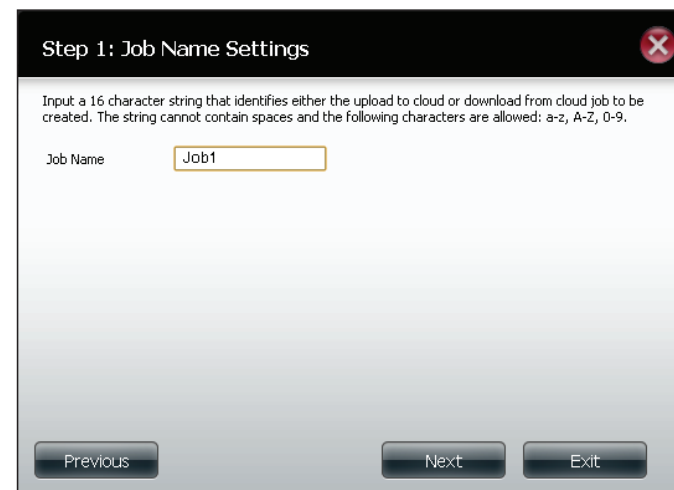 Step 1: Job Name Settings
Input a 16 character string that identifies either the upload to cloud or download from cloud job to be
created. The string cannot contain spaces and the following characters are allowed: a-z, A-Z, 0-9.
Job Name Job1
Previous Next Exit